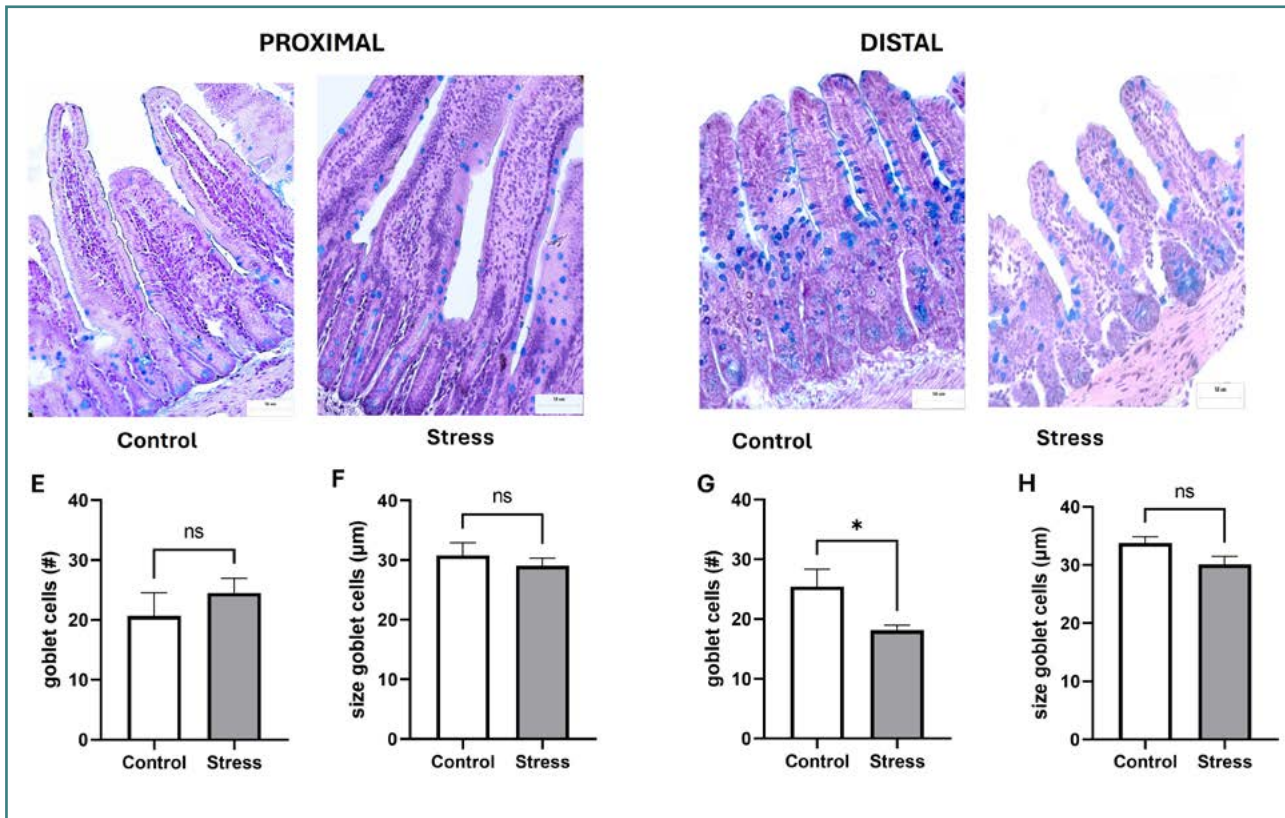 PROXIMAL
DISTAL
Control
Stress
Control
Stress
E
goblet cells (#)
40
30
20
10
0
ns
Control
Stress
F
size goblet cells (µm)
40
30
20
10
0
ns
Control
Stress
G
goblet cells (#)
40
30
20
10
0
*
Control
Stress
H
size goblet cells (µm)
40
30
20
10
0
ns
Control
Stress